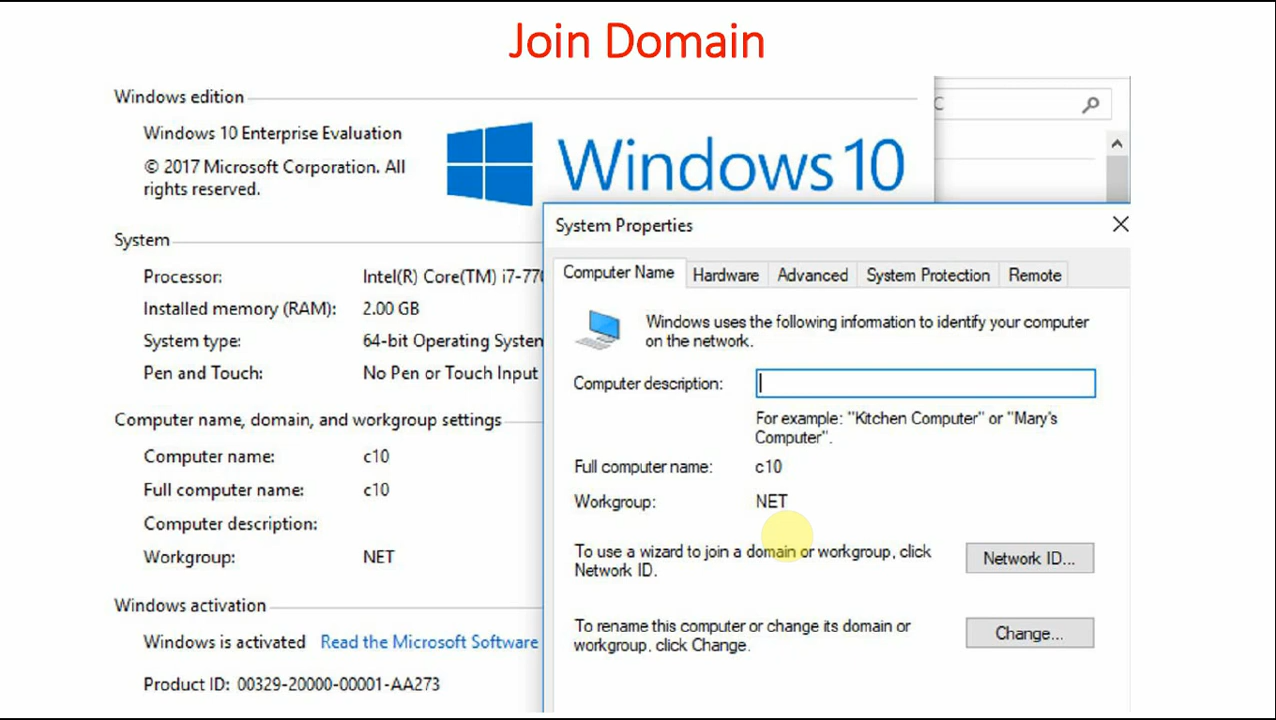 Join Domain
Windows edition
Windows 10 Enterprise Evaluation
© 2017 Microsoft Corporation. All
rights reserved.
Windows 10
C
System
Processor: Intel(R) Core(TM) i7-770
Installed memory (RAM): 2.00 GB
System type: 64-bit Operating System
Pen and Touch: No Pen or Touch Input
Computer name, domain, and workgroup settings
Computer name: c10
Full computer name: c10
Computer description:
Workgroup: NET
Windows activation
Windows is activated Read the Microsoft Software
Product ID: 00329-20000-00001-AA273
System Properties
Computer Name Hardware Advanced System Protection Remote
Windows uses the following information to identify your computer
on the network.
Computer description:
For example: "Kitchen Computer" or "Mary's
Computer".
Full computer name: c10
Workgroup: NET
To use a wizard to join a domain or workgroup, click
Network ID.
Network ID...
To rename this computer or change its domain or
workgroup, click Change.
Change...